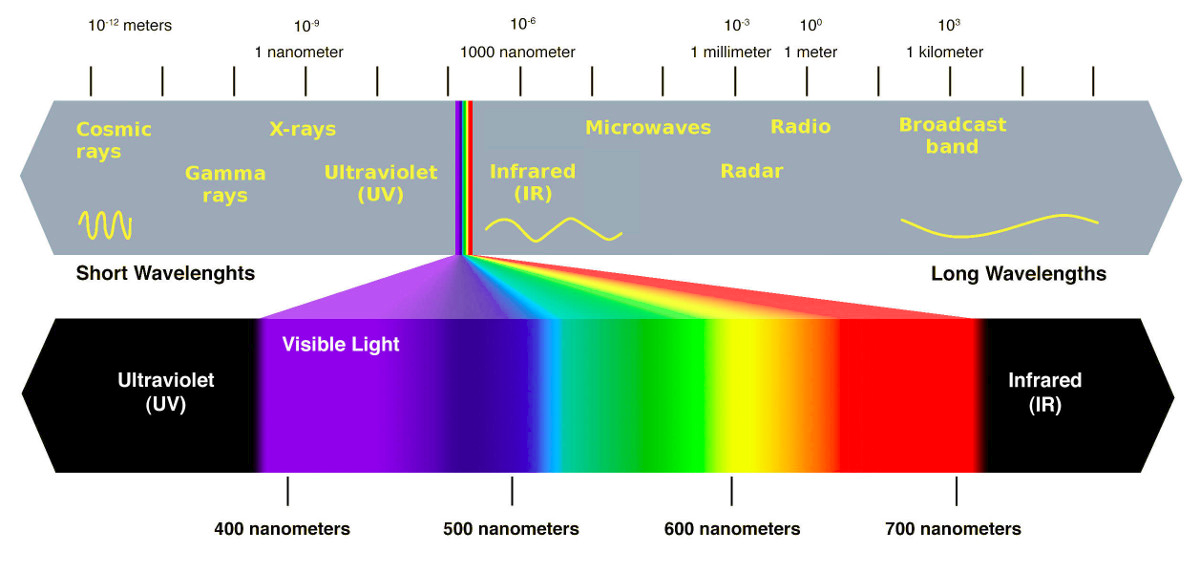 10⁻¹² meters 10⁻⁹ 10⁻⁶ 10⁻³ 10⁰ 10³
1 nanometer 1000 nanometer 1 millimeter 1 meter 1 kilometer
Cosmic
rays
Gamma
rays
X-rays
Ultraviolet
(UV)
Infrared
(IR)
Microwaves
Radar
Radio
Broadcast
band
Short Wavelenghts
Long Wavelengths
Visible Light
Ultraviolet
(UV)
Infrared
(IR)
400 nanometers 500 nanometers 600 nanometers 700 nanometers